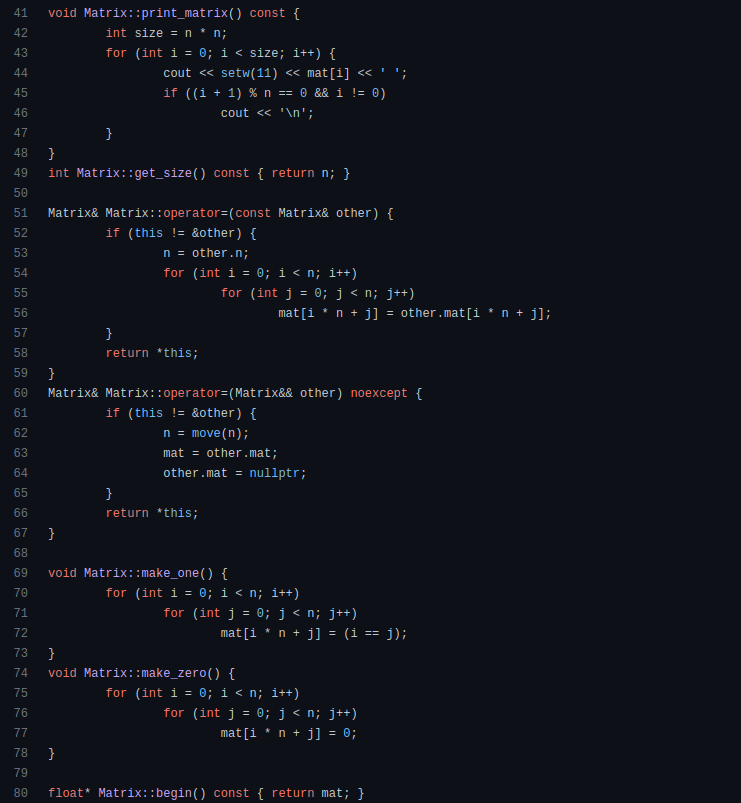 41 void Matrix::print_matrix() const {
42         int size = n * n;
43         for (int i = 0; i < size; i++) {
44                 cout << setw(11) << mat[i] << ' ';
45                 if ((i + 1) % n == 0 && i != 0)
46                         cout << '\n';
47         }
48 }
49 int Matrix::get_size() const { return n; }
50
51 Matrix& Matrix::operator=(const Matrix& other) {
52         if (this != &other) {
53                 n = other.n;
54                 for (int i = 0; i < n; i++)
55                         for (int j = 0; j < n; j++)
56                                 mat[i * n + j] = other.mat[i * n + j];
57         }
58         return *this;
59 }
60 Matrix& Matrix::operator=(Matrix&& other) noexcept {
61         if (this != &other) {
62                 n = move(n);
63                 mat = other.mat;
64                 other.mat = nullptr;
65         }
66         return *this;
67 }
68
69 void Matrix::make_one() {
70         for (int i = 0; i < n; i++)
71                 for (int j = 0; j < n; j++)
72                         mat[i * n + j] = (i == j);
73 }
74 void Matrix::make_zero() {
75         for (int i = 0; i < n; i++)
76                 for (int j = 0; j < n; j++)
77                         mat[i * n + j] = 0;
78 }
79
80 float* Matrix::begin() const { return mat; }